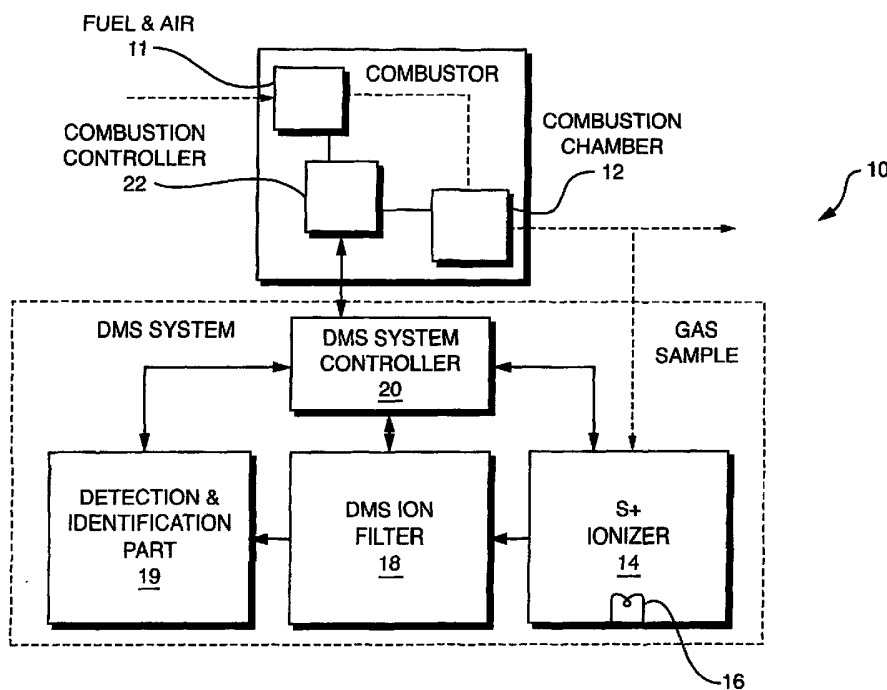 FUEL & AIR
11
COMBUSTOR
COMBUSTION
CONTROLLER
22
COMBUSTION
CHAMBER
12
10
DMS SYSTEM
DMS SYSTEM
CONTROLLER
20
GAS
SAMPLE
DETECTION &
IDENTIFICATION
PART
19
DMS ION
FILTER
18
S+
IONIZER
14
16